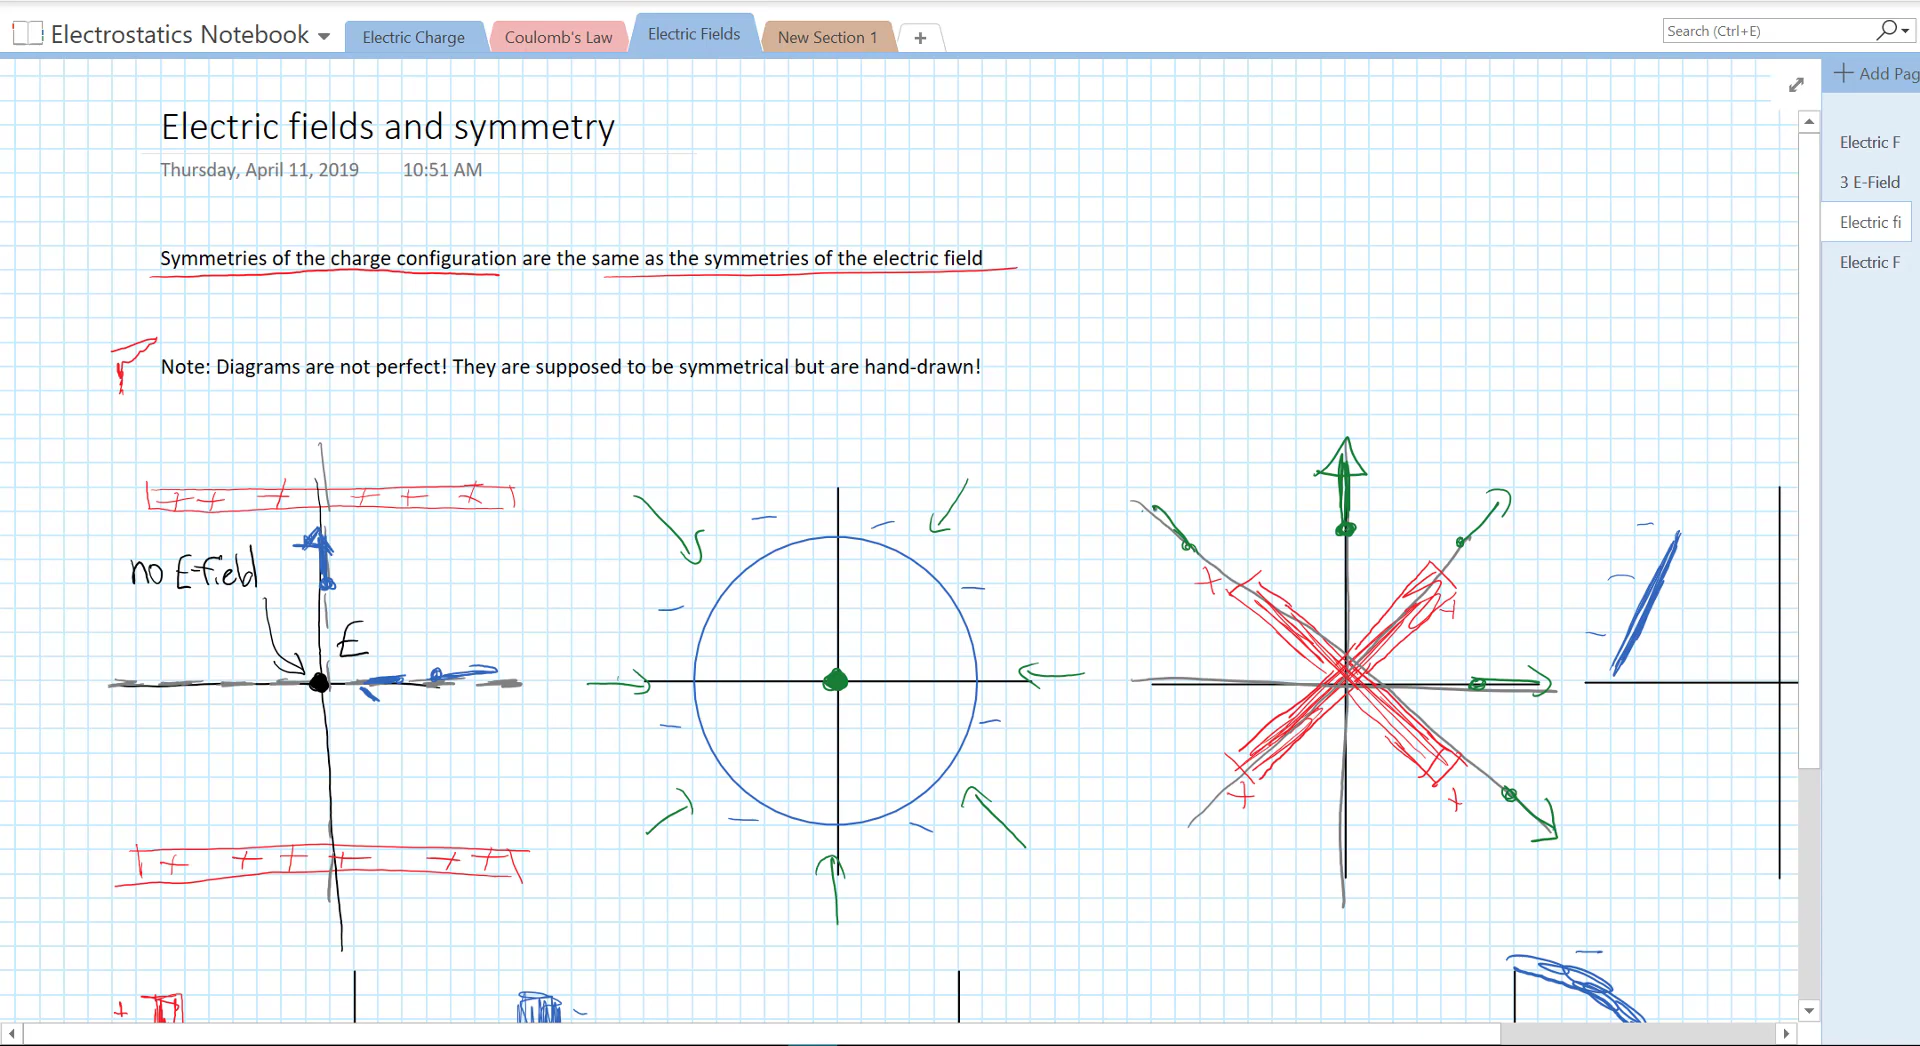 Electrostatics Notebook
Electric Charge
Coulomb's Law
Electric Fields
New Section 1
+
Search (Ctrl+E)
Add Pag
Electric F
3 E-Field
Electric fi
Electric F
Electric fields and symmetry
Thursday, April 11, 2019 10:51 AM
Symmetries of the charge configuration are the same as the symmetries of the electric field
Note: Diagrams are not perfect! They are supposed to be symmetrical but are hand-drawn!
+ + + + + +
no E-field
E
+ + + + + +
+ +
+ +
+